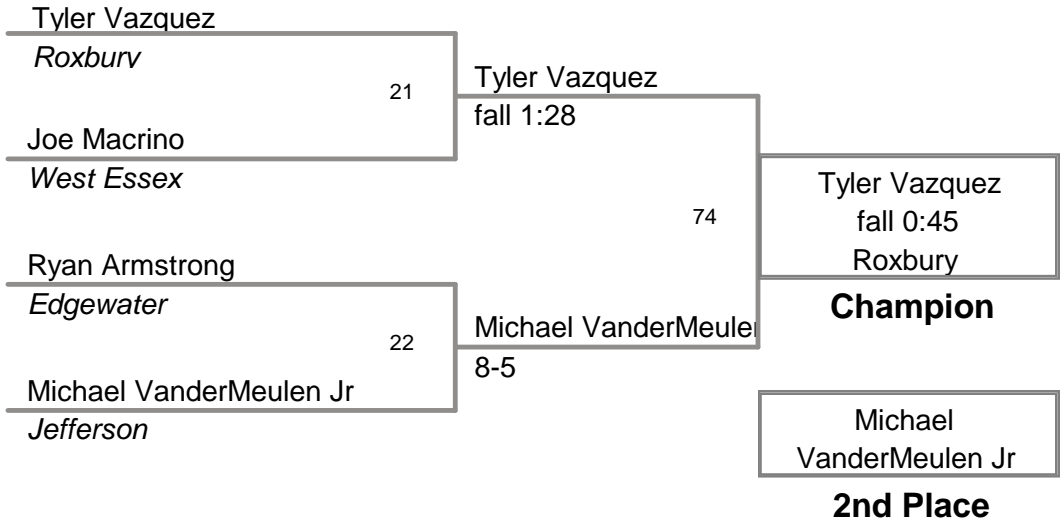 Tyler Vazquez
Roxbury
21
Tyler Vazquez
fall 1:28
Joe Macrino
West Essex
74
Tyler Vazquez
fall 0:45
Roxbury
Champion
Ryan Armstrong
Edgewater
22
Michael VanderMeulen
8-5
Michael VanderMeulen Jr
Jefferson
Michael
VanderMeulen Jr
2nd Place